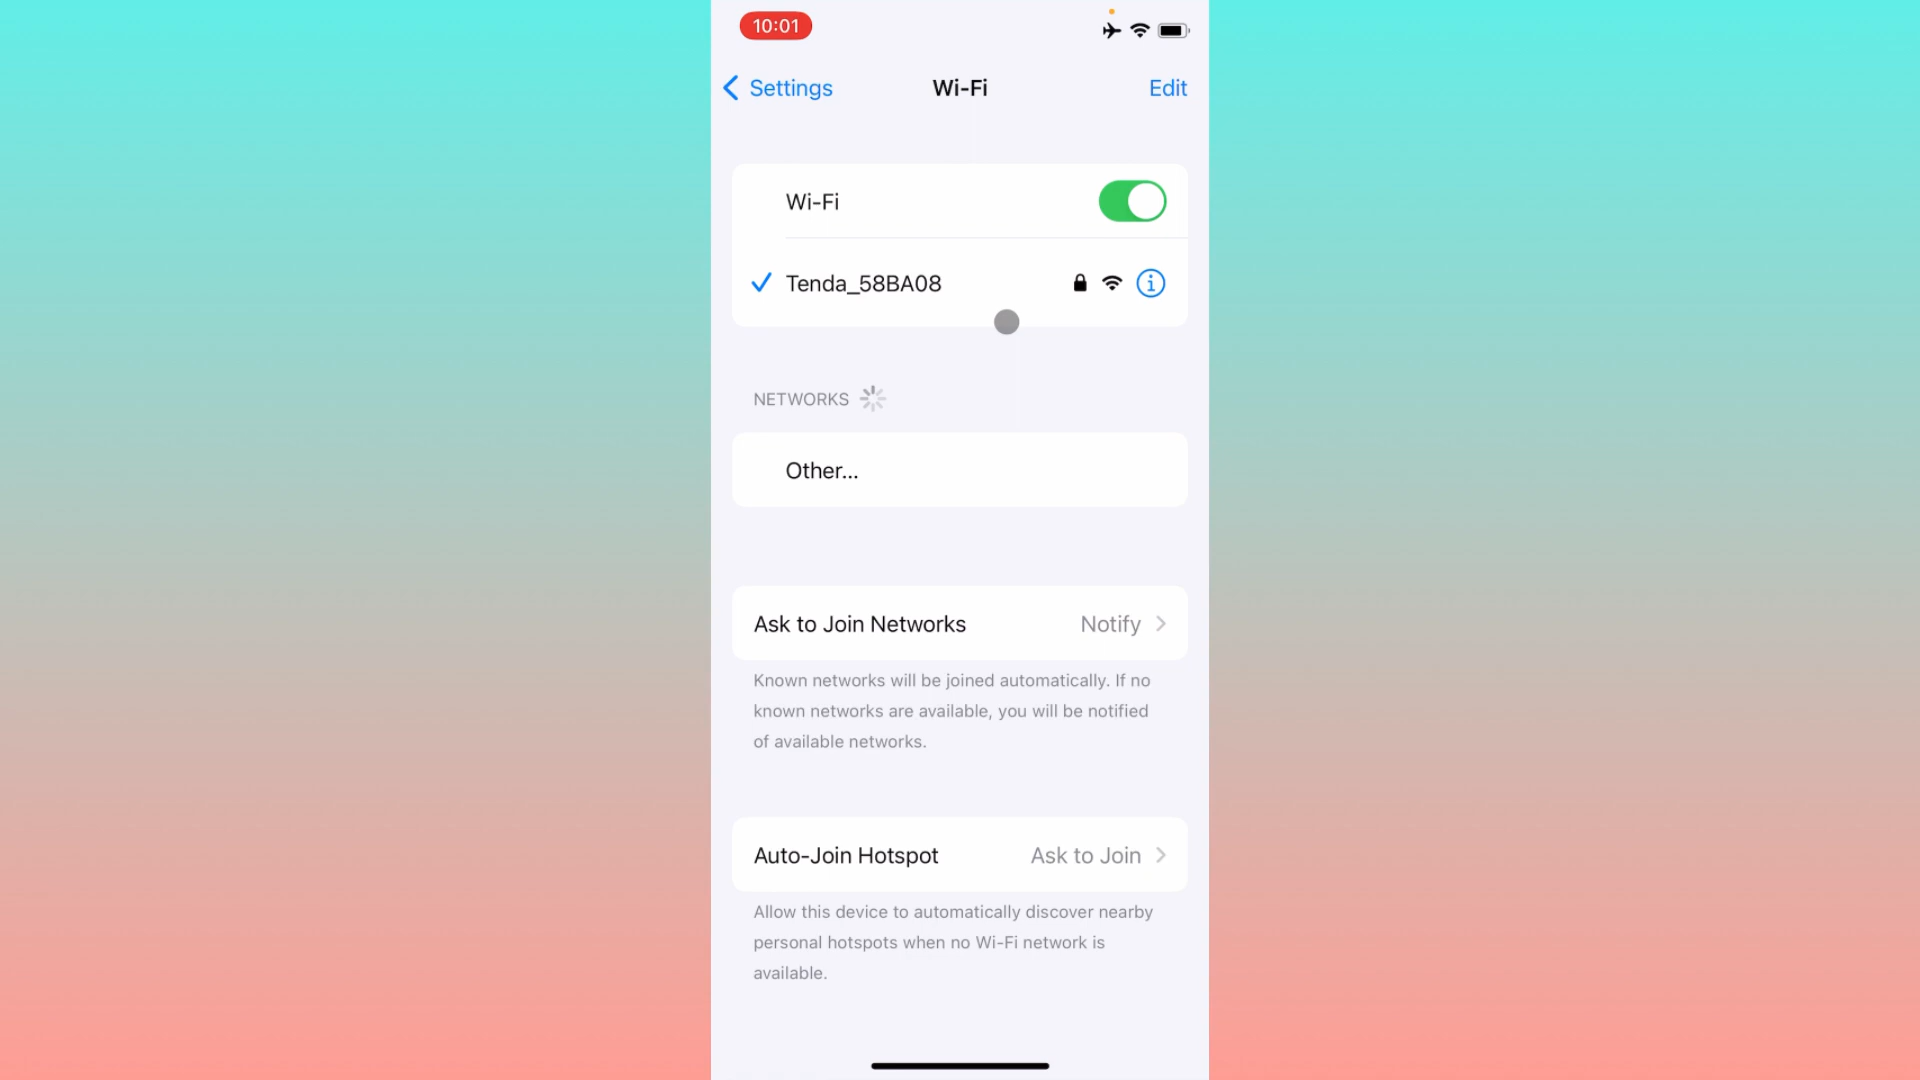 10:01
Settings
Wi-Fi
Edit
Wi-Fi
Tenda_58BA08
NETWORKS
Other...
Ask to Join Networks Notify
Known networks will be joined automatically. If no
known networks are available, you will be notified
of available networks.
Auto-Join Hotspot Ask to Join
Allow this device to automatically discover nearby
personal hotspots when no Wi-Fi network is
available.